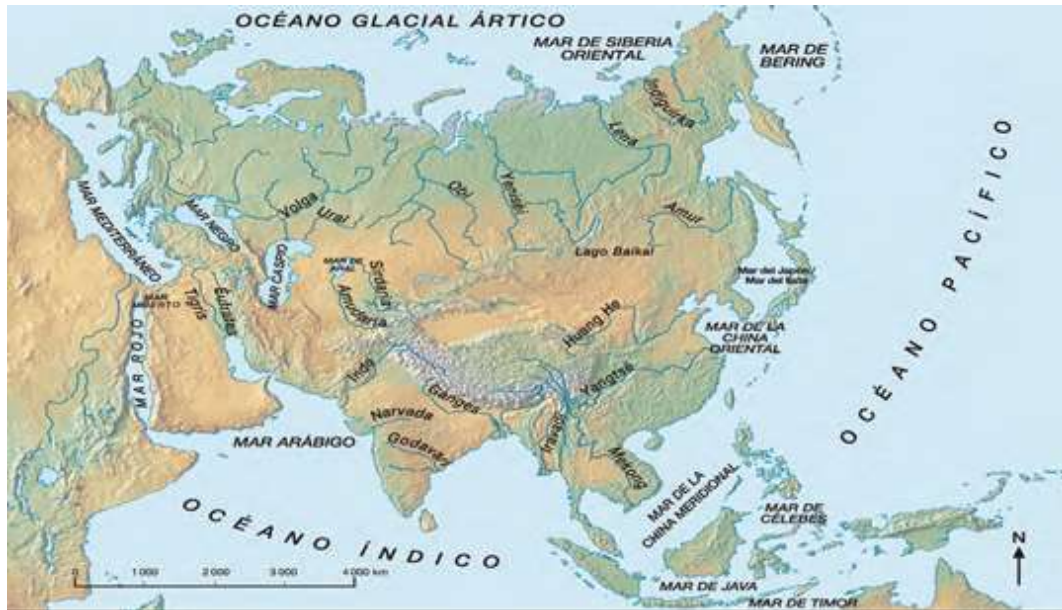 OCÉANO GLACIAL ÁRTICO
MAR DE SIBERIA
ORIENTAL
MAR DE
BERING
Indiguirka
Lena
Yenisei
Obi
Volga
Ural
Amur
MAR NEGRO
MAR MEDITERRÁNEO
MAR CASPIO
MAR DE
ARAL
Sirdaria
Amudaria
Lago Baikal
Mar del Japón/
Mar del Este
OCÉANO PACÍFICO
MAR
MUERTO
Tigris
Éufrates
MAR ROJO
Huang He
MAR DE LA
CHINA
ORIENTAL
Indo
Ganges
Yangtsé
Narvada
Godavari
Iravadi
Mekong
MAR ARÁBIGO
MAR DE LA
CHINA MERIDIONAL
MAR DE
CÉLEBES
OCÉANO ÍNDICO
N
0 1 000 2 000 3 000 4 000 km
MAR DE JAVA
MAR DE TIMOR